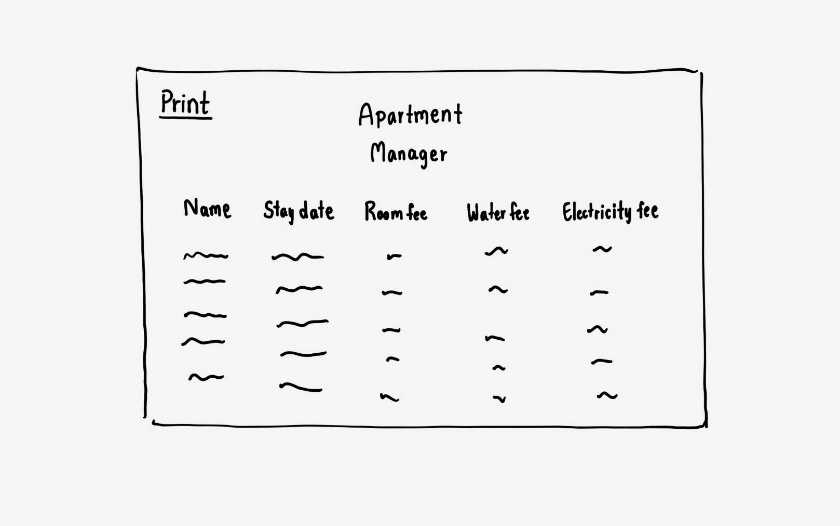 Print
Apartment
Manager
Name Stay date Room fee Water fee Electricity fee